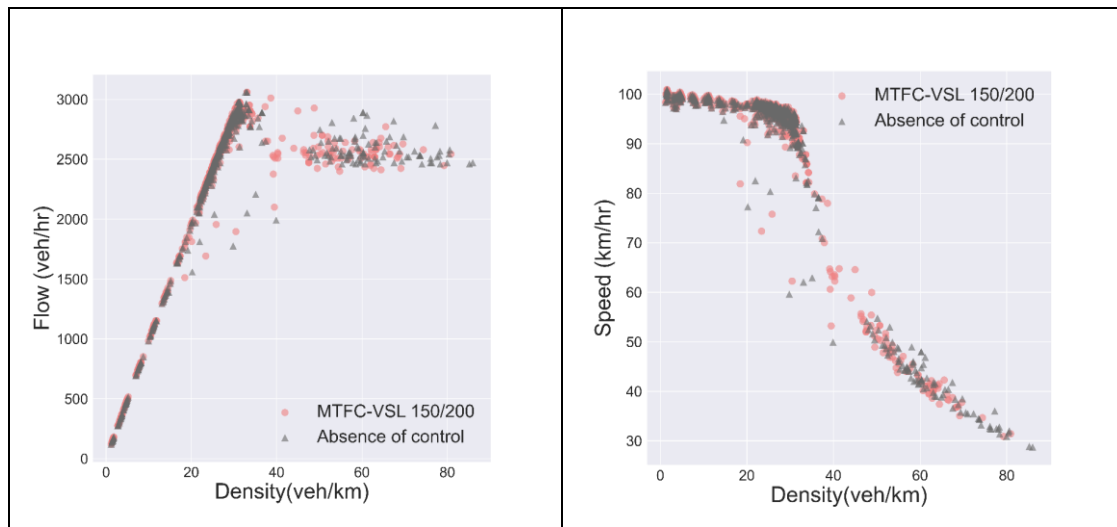 3000
2500
2000
1500
1000
500
0
Flow (veh/hr)
MTFC-VSL 150/200
Absence of control
0 20 40 60 80
Density(veh/km)
100
90
80
70
60
50
40
30
Speed (km/hr)
MTFC-VSL 150/200
Absence of control
0 20 40 60 80
Density(veh/km)